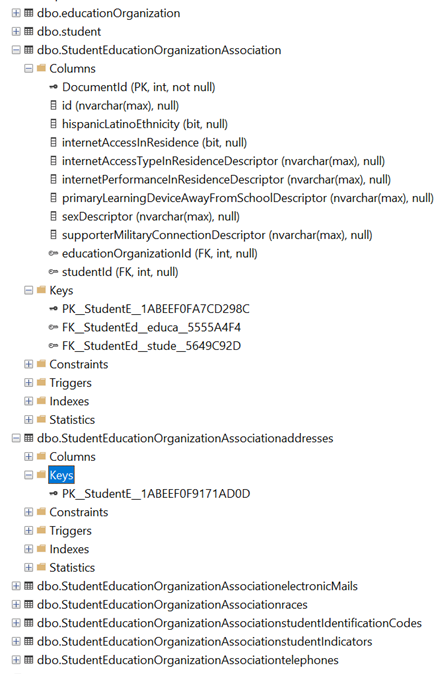 dbo.educationOrganization
dbo.student
dbo.StudentEducationOrganizationAssociation
Columns
DocumentId (PK, int, not null)
id (nvarchar(max), null)
hispanicLatinoEthnicity (bit, null)
internetAccessInResidence (bit, null)
internetAccessTypeInResidenceDescriptor (nvarchar(max), null)
internetPerformanceInResidenceDescriptor (nvarchar(max), null)
primaryLearningDeviceAwayFromSchoolDescriptor (nvarchar(max), null)
sexDescriptor (nvarchar(max), null)
supporterMilitaryConnectionDescriptor (nvarchar(max), null)
educationOrganizationId (FK, int, null)
studentId (FK, int, null)
Keys
PK__StudentE__1ABEEF0FA7CD298C
FK__StudentEd__educa__5555A4F4
FK__StudentEd__stude__5649C92D
Constraints
Triggers
Indexes
Statistics
dbo.StudentEducationOrganizationAssociationaddresses
Columns
Keys
PK__StudentE__1ABEEF0F9171AD0D
Constraints
Triggers
Indexes
Statistics
dbo.StudentEducationOrganizationAssociationelectronicMails
dbo.StudentEducationOrganizationAssociationraces
dbo.StudentEducationOrganizationAssociationstudentIdentificationCodes
dbo.StudentEducationOrganizationAssociationstudentIndicators
dbo.StudentEducationOrganizationAssociationtelephones